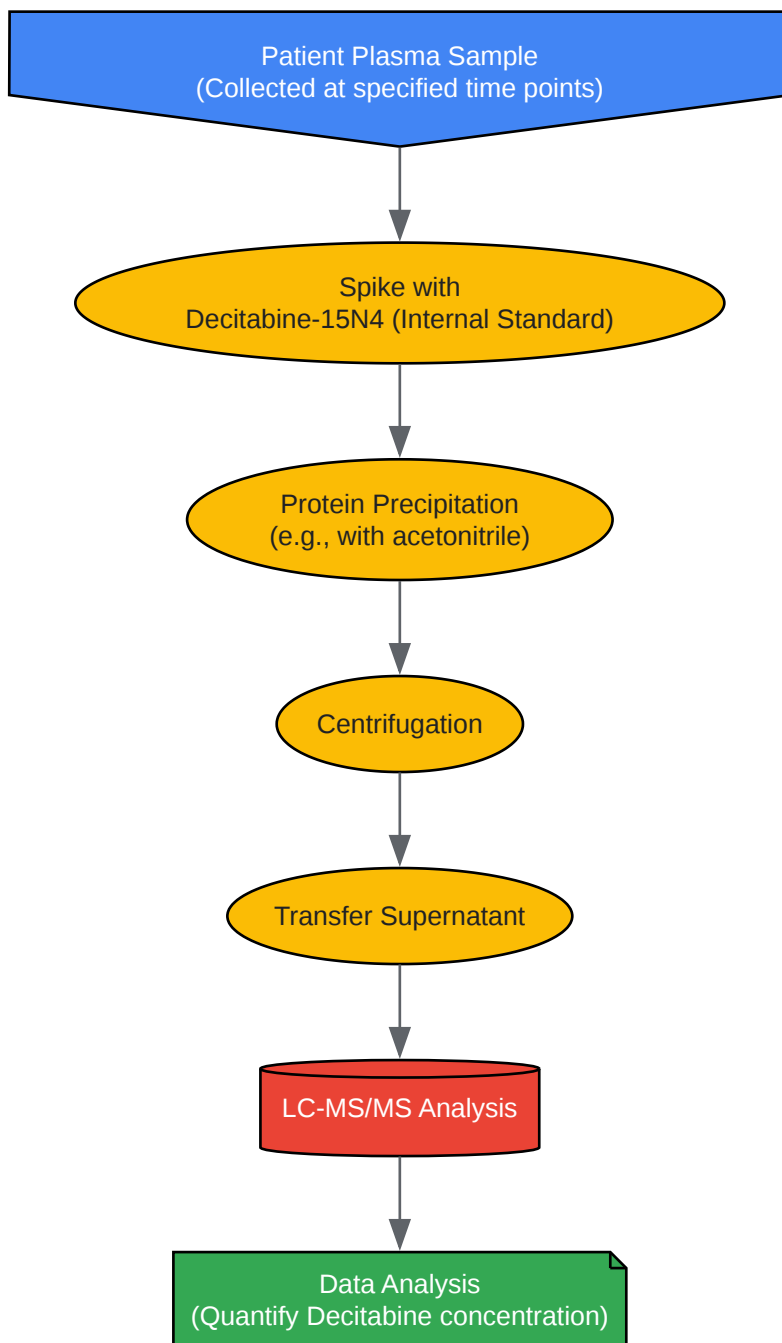 Patient Plasma Sample
(Collected at specified time points)
Spike with
Decitabine-15N4 (Internal Standard)
Protein Precipitation
(e.g., with acetonitrile)
Centrifugation
Transfer Supernatant
LC-MS/MS Analysis
Data Analysis
(Quantify Decitabine concentration)